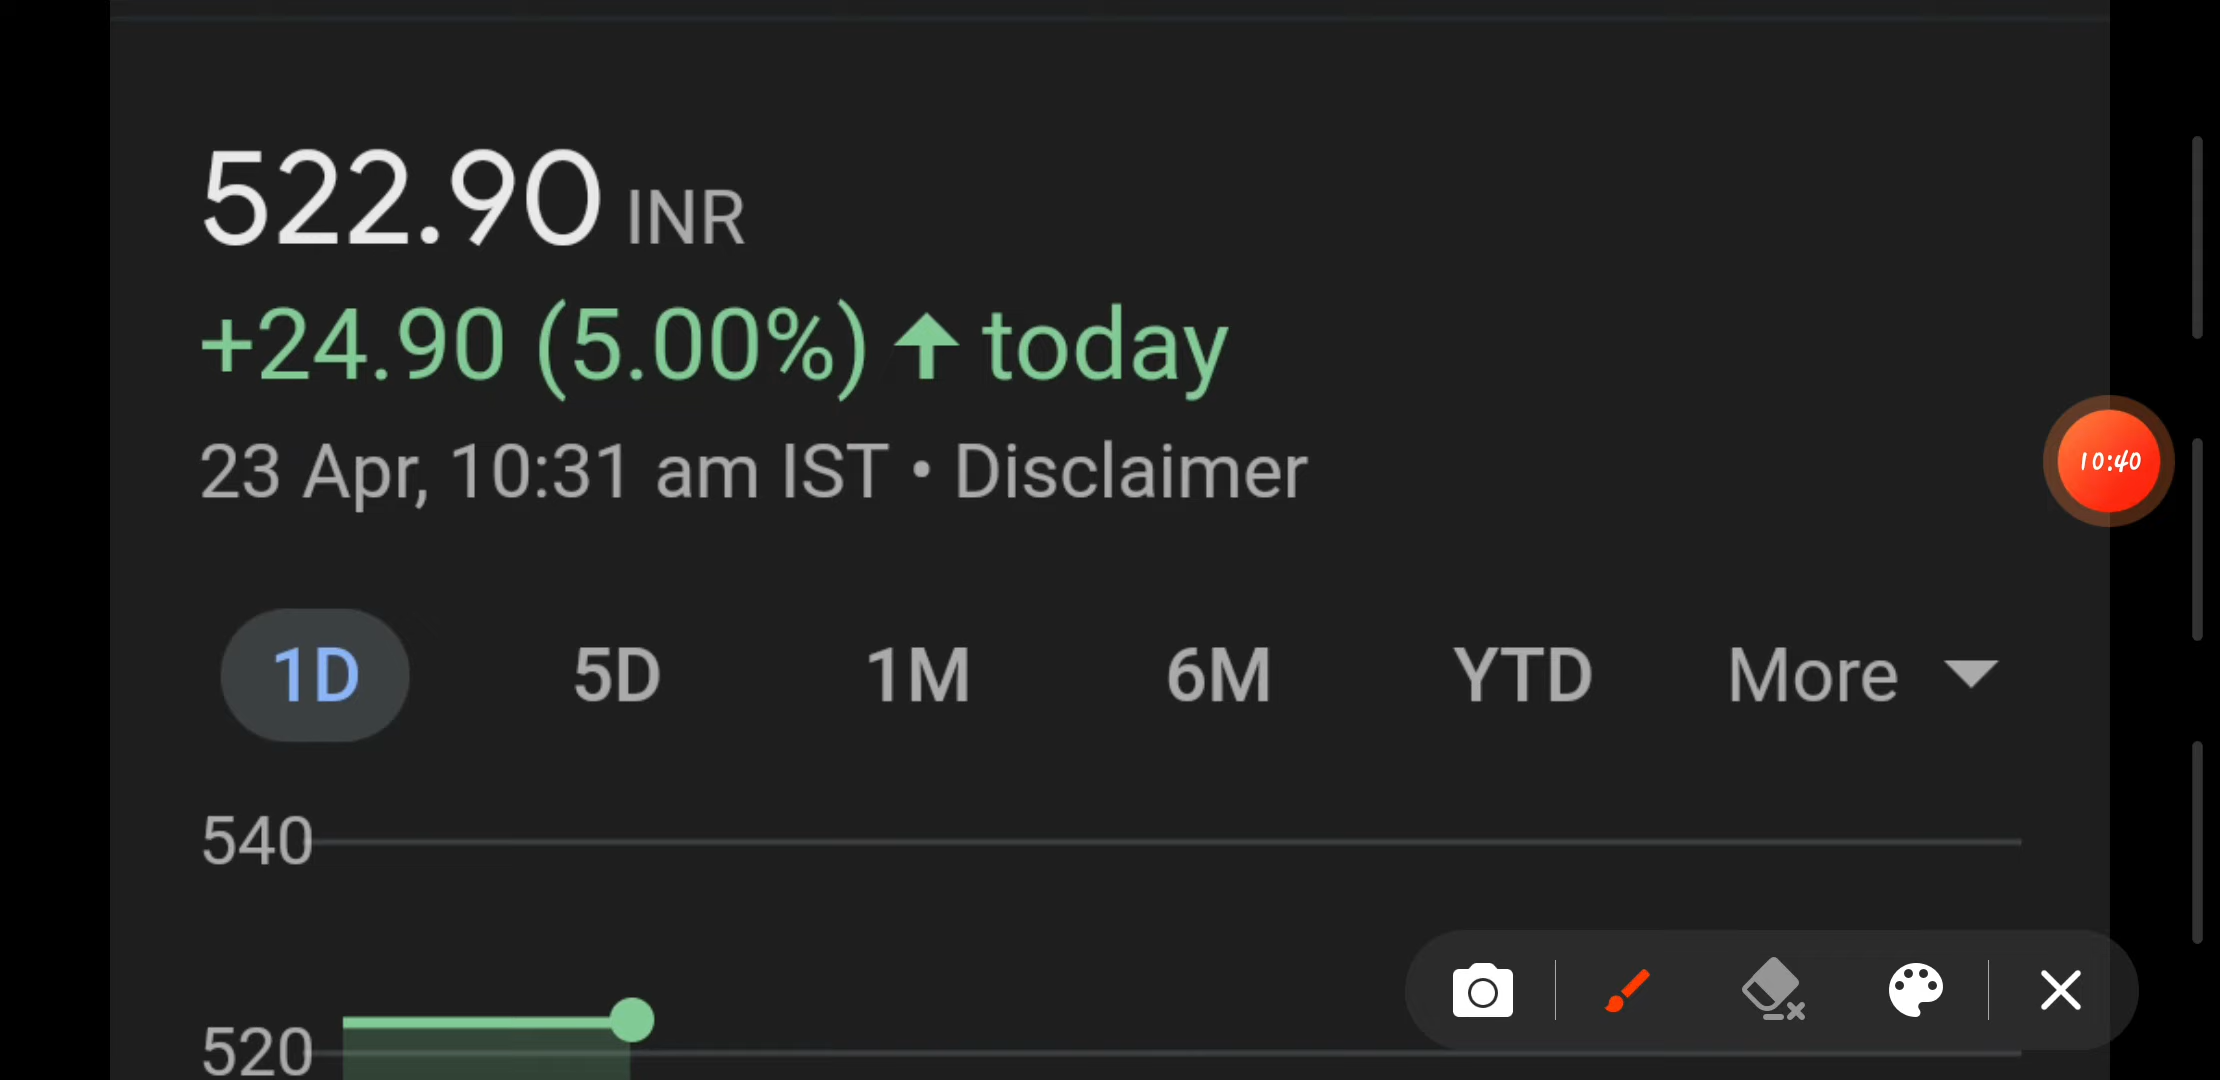 522.90 INR
+24.90 (5.00%) ↑ today
23 Apr, 10:31 am IST • Disclaimer
10:40
1D 5D 1M 6M YTD More
540
520